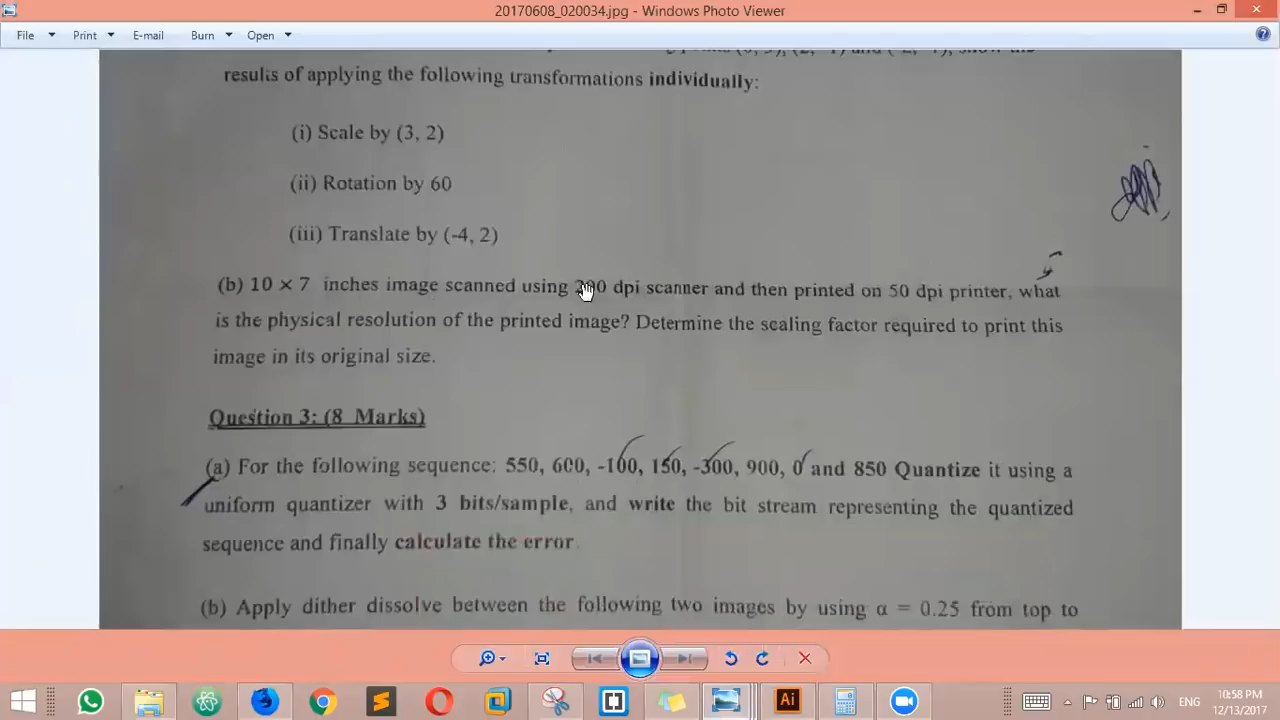 20170608_020034.jpg - Windows Photo Viewer
File Print E-mail Burn Open
results of applying the following transformations individually:
(i) Scale by (3, 2)
(ii) Rotation by 60
(iii) Translate by (-4, 2)
(b) 10 × 7 inches image scanned using dpi scanner and then printed on 50 dpi printer, what
is the physical resolution of the printed image? Determine the scaling factor required to print this
image in its original size.
Question 3: (8 Marks)
(a) For the following sequence: 550, 600, -100, 150, -300, 900, 0 and 850 Quantize it using a
uniform quantizer with 3 bits/sample, and write the bit stream representing the quantized
sequence and finally calculate the error.
(b) Apply dither dissolve between the following two images by using α = 0.25 from top to
Ai
ENG
10:58 PM
12/13/2017